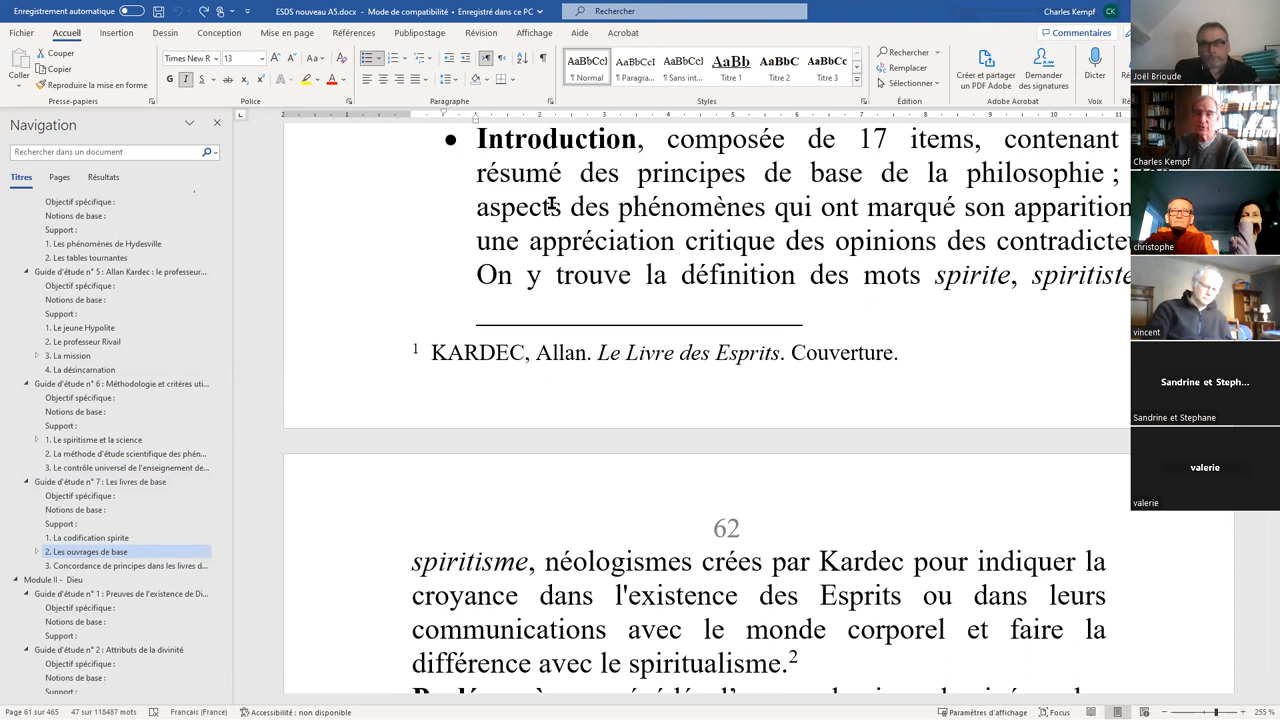 Enregistrement automatique
ESDS nouveau A5.docx - Mode de compatibilité • Enregistré dans ce PC
Rechercher
Charles Kempf
CK
Fichier Accueil Insertion Dessin Conception Mise en page Références Publipostage Révision Affichage Aide Acrobat
Commentaires
Coller
Couper
Copier
Reproduire la mise en forme
Presse-papiers
Times New R 13
G I S
Police
Paragraphe
AaBbCcI AaBbCcI AaBbCcI AaBb AaBbC AaBbCc
¶ Normal ¶ Paragra... ¶ Sans int... Titre 1 Titre 2 Titre 3
Styles
Rechercher
Remplacer
Sélectionner
Édition
Créer et partager un PDF Adobe
Demander des signatures
Adobe Acrobat
Dicter
Voix
Navigation
Rechercher dans un document
Titres Pages Résultats
Objectif spécifique :
Notions de base :
Support :
1. Les phénomènes de Hydesville
2. Les tables tournantes
Guide d'étude n° 5 : Allan Kardec : le professeur...
Objectif spécifique :
Notions de base :
Support :
1. Le jeune Hypolite
2. Le professeur Rivail
3. La mission
4. La désincarnation
Guide d'étude n° 6 : Méthodologie et critères uti...
Objectif spécifique :
Notions de base :
Support :
1. Le spiritisme et la science
2. La méthode d'étude scientifique des phén...
3. Le contrôle universel de l'enseignement de...
Guide d'étude n° 7 : Les livres de base
Objectif spécifique :
Notions de base :
Support :
1. La codification spirite
2. Les ouvrages de base
3. Concordance de principes dans les livres d...
Module II - Dieu
Guide d'étude n° 1 : Preuves de l'existence de Di...
Objectif spécifique :
Notions de base :
Support :
Guide d'étude n° 2 : Attributs de la divinité
Objectif spécifique :
Notions de base :
Support :
● Introduction, composée de 17 items, contenant
résumé des principes de base de la philosophie ;
aspects des phénomènes qui ont marqué son apparition
une appréciation critique des opinions des contradicte
On y trouve la définition des mots spirite, spiritiste
1 KARDEC, Allan. Le Livre des Esprits. Couverture.
62
spiritisme, néologismes crées par Kardec pour indiquer la
croyance dans l'existence des Esprits ou dans leurs
communications avec le monde corporel et faire la
différence avec le spiritualisme.2
Joël Brioude
Charles Kempf
christophe
vincent
Sandrine et Steph...
Sandrine et Stephane
valerie
valerie
Page 61 sur 465 47 sur 118487 mots Français (France) Accessibilité : non disponible
Paramètres d'affichage Focus 255 %